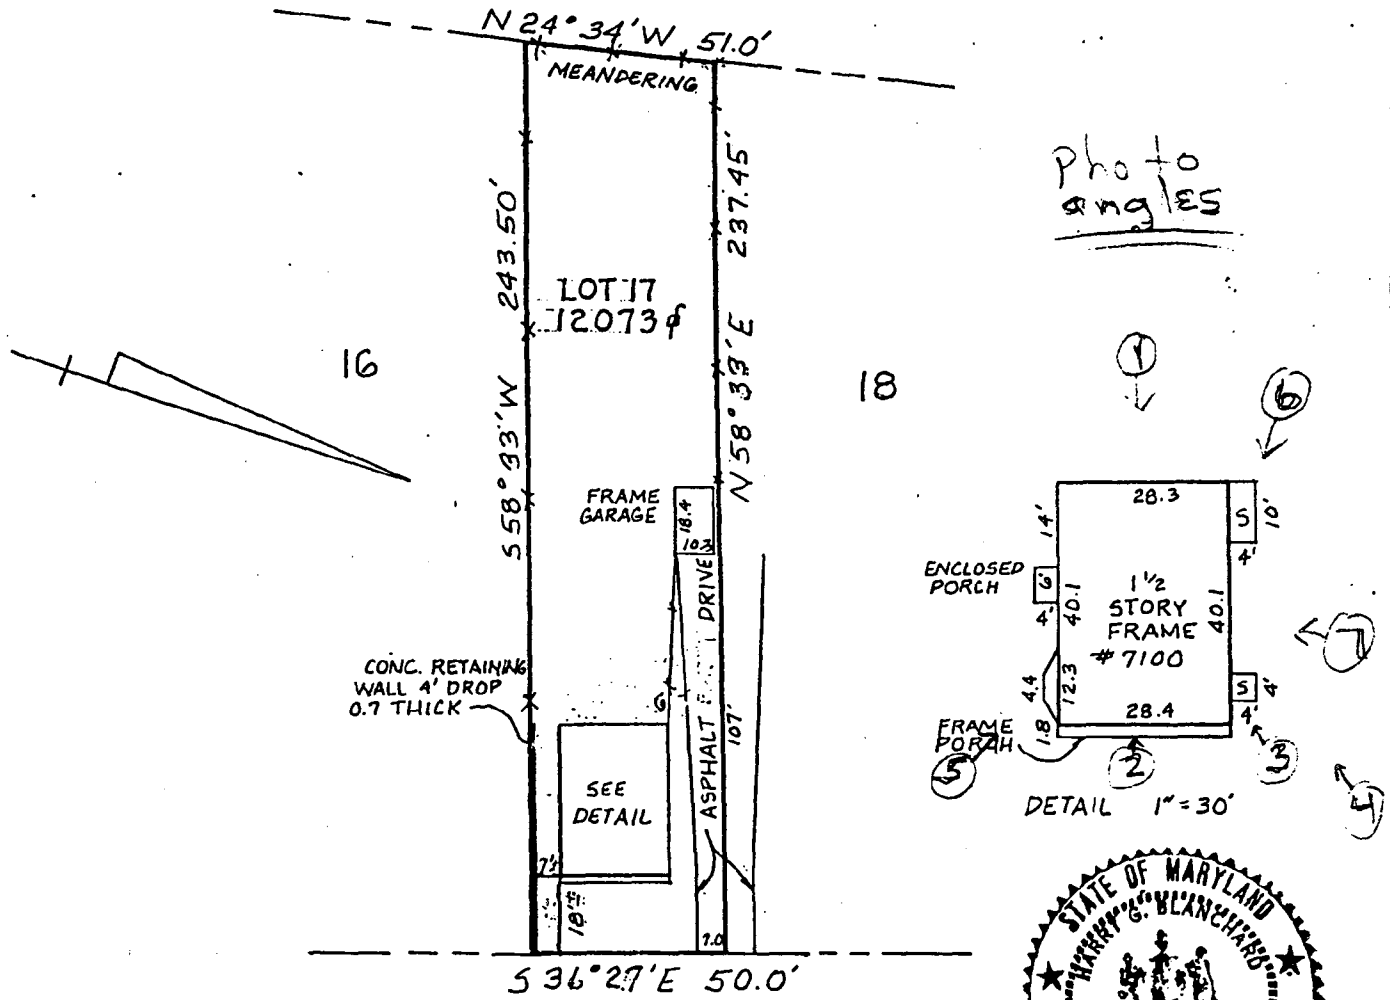 N 24° 34' W 51.0'
MEANDERING
Photo
angles
243.50'
S 58° 33' W
237.45'
N 58° 33' E
LOT 17
12073
16
18
1
6
FRAME
GARAGE
18.4
10.3
28.3
14'
S
10'
4'
ENCLOSED
PORCH
6'
4'
40.1
1 1/2
STORY
FRAME
# 7100
40.1
7
CONC. RETAINING
WALL 4' DROP
0.7 THICK
ASPHALT DRIVE
107'
4.4
12.3
S
4'
4'
28.4
1.8
FRAME
PORCH
5
2
3
4
SEE
DETAIL
DETAIL 1" = 30'
18'±
7.0
S 36° 27' E 50.0'
STATE OF MARYLAND
HARRY G. BLANCHARD